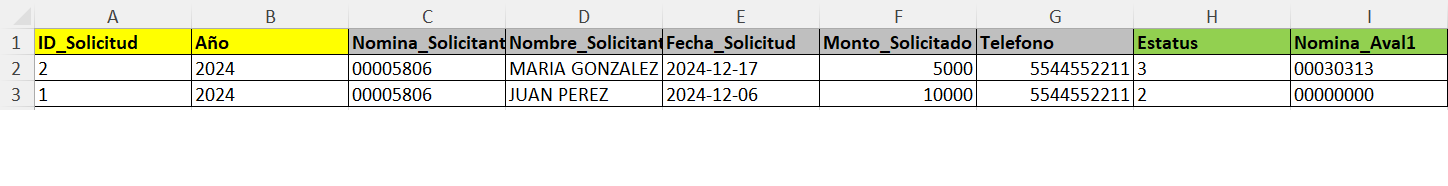 A B C D E F G H I
1 ID_Solicitud Año Nomina_Solicitant Nombre_Solicitant Fecha_Solicitud Monto_Solicitado Telefono Estatus Nomina_Aval1
2 2 2024 00005806 MARIA GONZALEZ 2024-12-17 5000 5544552211 3 00030313
3 1 2024 00005806 JUAN PEREZ 2024-12-06 10000 5544552211 2 00000000